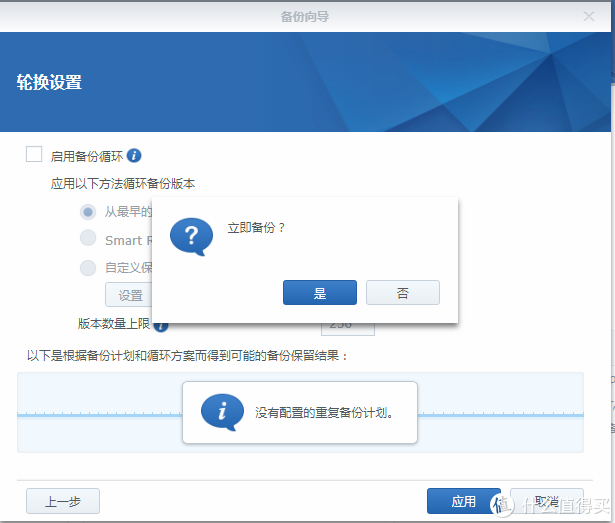 备份向导
轮换设置
启用备份循环
应用以下方法循环备份版本
从最早的
立即备份？
Smart R
自定义保
设置
是
否
版本数量上限
256
以下是根据备份计划和循环方案而得到可能的备份保留结果：
没有配置的重复备份计划。
上一步
应用
取消
值 什么值得买